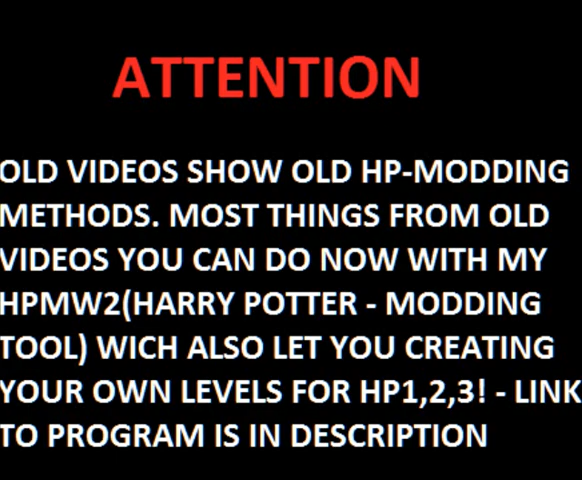 ATTENTION
OLD VIDEOS SHOW OLD HP-MODDING
METHODS. MOST THINGS FROM OLD
VIDEOS YOU CAN DO NOW WITH MY
HPMW2(HARRY POTTER - MODDING
TOOL) WICH ALSO LET YOU CREATING
YOUR OWN LEVELS FOR HP1,2,3! - LINK
TO PROGRAM IS IN DESCRIPTION